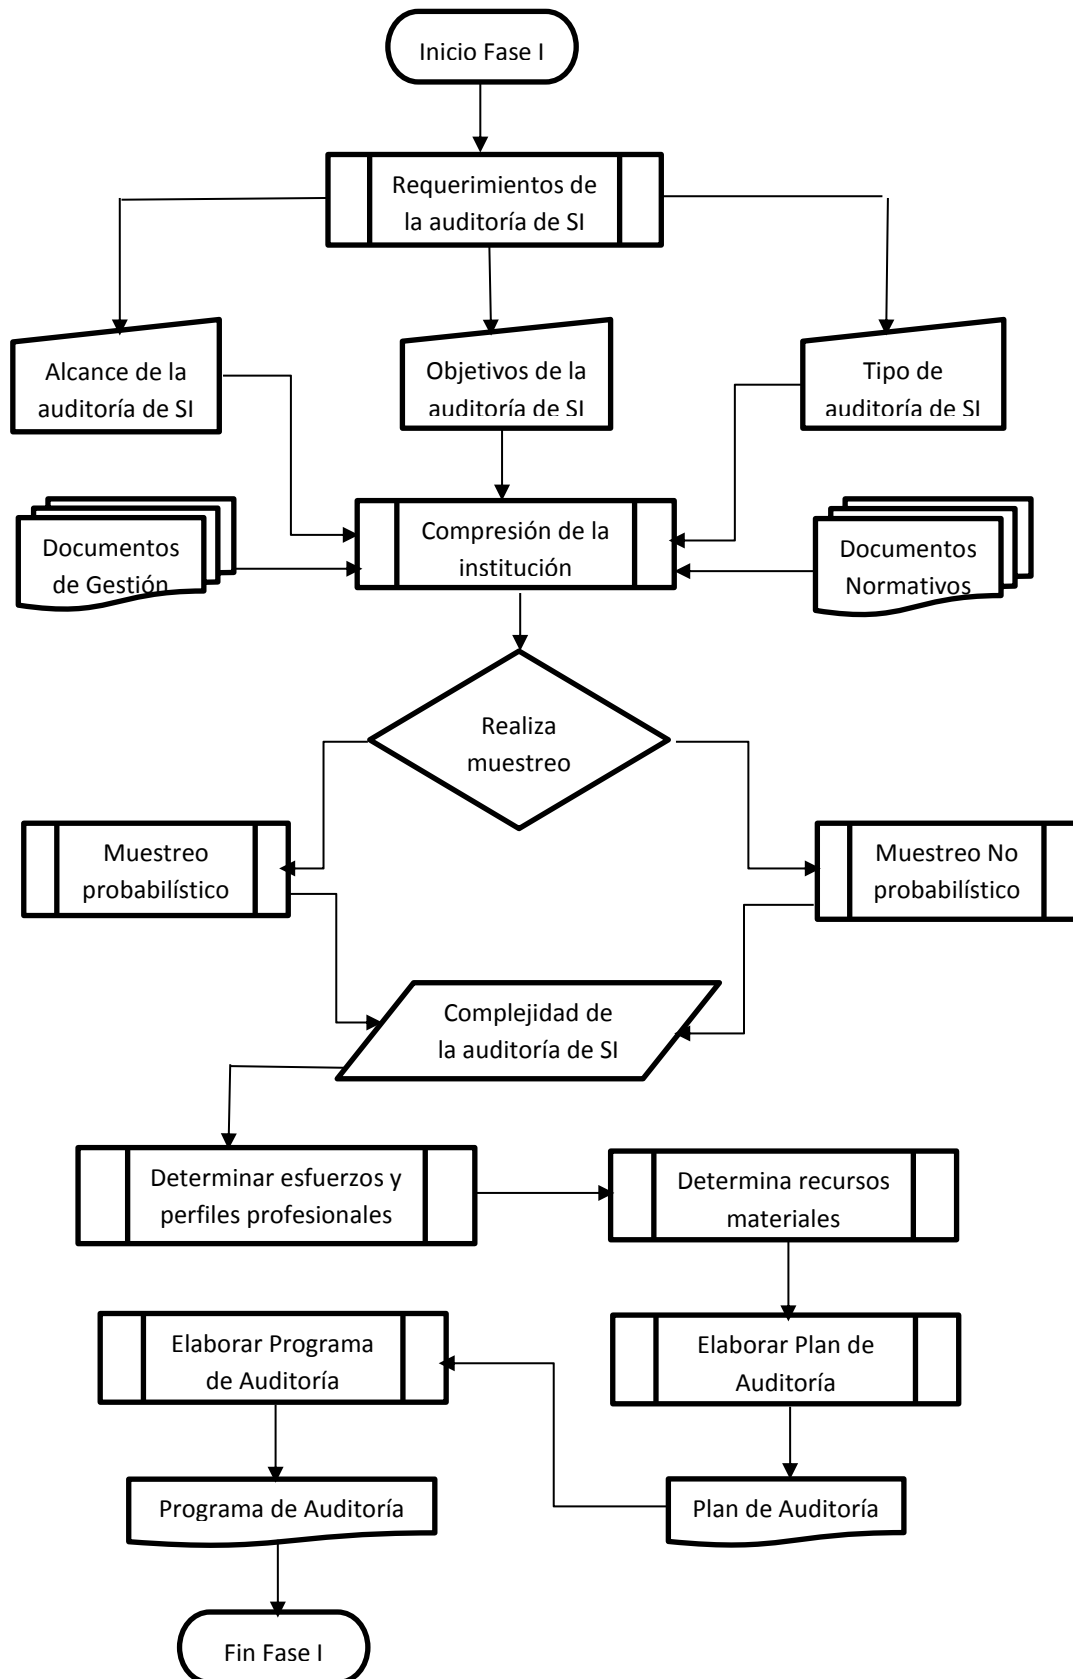 Inicio Fase I
Requerimientos de
la auditoría de SI
Alcance de la
auditoría de SI
Objetivos de la
auditoría de SI
Tipo de
auditoría de SI
Documentos
de Gestión
Compresión de la
institución
Documentos
Normativos
Realiza
muestreo
Muestreo
probabilístico
Muestreo No
probabilístico
Complejidad de
la auditoría de SI
Determinar esfuerzos y
perfiles profesionales
Determina recursos
materiales
Elaborar Programa
de Auditoría
Elaborar Plan de
Auditoría
Programa de Auditoría
Plan de Auditoría
Fin Fase I